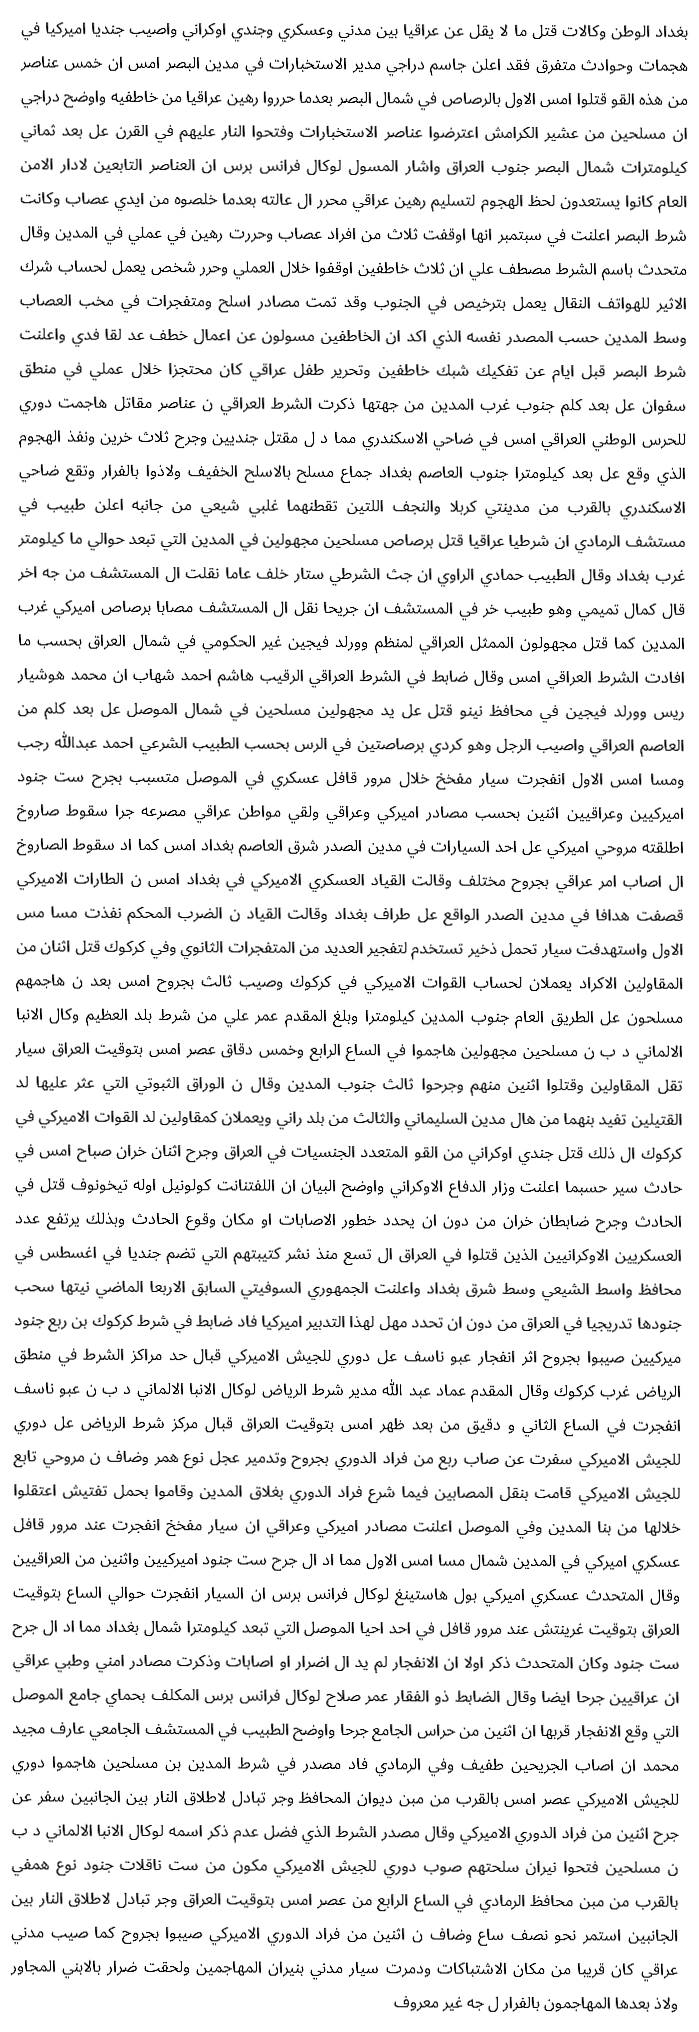 بغداد الوطن وكالات قتل ما لا يقل عن عراقيا بين مدني وعسكري وجندي اوكراني واصيب جنديا اميركيا في
هجمات وحوادث متفرق فقد اعلن جاسم دراجي مدير الاستخبارات في مدين البصر امس ان خمس عناصر
من هذه القو قتلوا امس الاول بالرصاص في شمال البصر بعدما حرروا رهين عراقيا من خاطفيه واوضح دراجي
ان مسلحين من عشير الكرامش اعترضوا عناصر الاستخبارات وفتحوا النار عليهم في القرن عل بعد ثماني
كيلومترات شمال البصر جنوب العراق واشار المسول لوكال فرانس برس ان العناصر التابعين لادار الامن
العام كانوا يستعدون لحظ الهجوم لتسليم رهين عراقي محرر ال عالته بعدما خلصوه من ايدي عصاب وكانت
شرط البصر اعلنت في سبتمبر انها اوقفت ثلاث من افراد عصاب وحررت رهين في عملي في المدين وقال
متحدث باسم الشرط مصطف علي ان ثلاث خاطفين اوقفوا خلال العملي وحرر شخص يعمل لحساب شرك
الاثير للهواتف النقال يعمل بترخيص في الجنوب وقد تمت مصادر اسلح ومتفجرات في مخب العصاب
وسط المدين حسب المصدر نفسه الذي اكد ان الخاطفين مسولون عن اعمال خطف عد لقا فدي واعلنت
شرط البصر قبل ايام عن تفكيك شبك خاطفين وتحرير طفل عراقي كان محتجزا خلال عملي في منطق
سفوان عل بعد كلم جنوب غرب المدين من جهتها ذكرت الشرط العراقي ن عناصر مقاتل هاجمت دوري
للحرس الوطني العراقي امس في ضاحي الاسكندري مما د ل مقتل جنديين وجرح ثلاث خرين ونفذ الهجوم
الذي وقع عل بعد كيلومترا جنوب العاصم بغداد جماع مسلح بالاسلح الخفيف ولاذوا بالفرار وتقع ضاحي
الاسكندري بالقرب من مدينتي كربلا والنجف اللتين تقطنهما غلبي شيعي من جانبه اعلن طبيب في
مستشف الرمادي ان شرطيا عراقيا قتل برصاص مسلحين مجهولين في المدين التي تبعد حوالي ما كيلومتر
غرب بغداد وقال الطبيب حمادي الراوي ان جث الشرطي ستار خلف عاما نقلت ال المستشف من جه اخر
قال كمال تميمي وهو طبيب خر في المستشف ان جريحا نقل ال المستشف مصابا برصاص اميركي غرب
المدين كما قتل مجهولون الممثل العراقي لمنظم وورلد فيجين غير الحكومي في شمال العراق بحسب ما
افادت الشرط العراقي امس وقال ضابط في الشرط العراقي الرقيب هاشم احمد شهاب ان محمد هوشيار
ريس وورلد فيجين في محافظ نينو قتل عل يد مجهولين مسلحين في شمال الموصل عل بعد كلم من
العاصم العراقي واصيب الرجل وهو كردي برصاصتين في الرس بحسب الطبيب الشرعي احمد عبدالله رجب
ومسا امس الاول انفجرت سيار مفخخ خلال مرور قافل عسكري في الموصل متسبب بجرح ست جنود
اميركيين وعراقيين اثنين بحسب مصادر اميركي وعراقي ولقي مواطن عراقي مصرعه جرا سقوط صاروخ
اطلقته مروحي اميركي عل احد السيارات في مدين الصدر شرق العاصم بغداد امس كما اد سقوط الصاروخ
ال اصاب امر عراقي بجروح مختلف وقالت القياد العسكري الاميركي في بغداد امس ن الطارات الاميركي
قصفت هدافا في مدين الصدر الواقع عل طراف بغداد وقالت القياد ن الضرب المحكم نفذت مسا مس
الاول واستهدفت سيار تحمل ذخير تستخدم لتفجير العديد من المتفجرات الثانوي وفي كركوك قتل اثنان من
المقاولين الاكراد يعملان لحساب القوات الاميركي في كركوك وصيب ثالث بجروح امس بعد ن هاجمهم
مسلحون عل الطريق العام جنوب المدين كيلومترا وبلغ المقدم عمر علي من شرط بلد العظيم وكال الانبا
الالماني د ب ن مسلحين مجهولين هاجموا في الساع الرابع وخمس دقاق عصر امس بتوقيت العراق سيار
تقل المقاولين وقتلوا اثنين منهم وجرحوا ثالث جنوب المدين وقال ن الوراق الثبوتي التي عثر عليها لد
القتيلين تفيد بنهما من هال مدين السليماني والثالث من بلد راني ويعملان كمقاولين لد القوات الاميركي في
كركوك ال ذلك قتل جندي اوكراني من القو المتعدد الجنسيات في العراق وجرح اثنان خران صباح امس في
حادث سير حسبما اعلنت وزار الدفاع الاوكراني واوضح البيان ان اللفتنانت كولونيل اوله تيخونوف قتل في
الحادث وجرح ضابطان خران من دون ان يحدد خطور الاصابات او مكان وقوع الحادث وبذلك يرتفع عدد
العسكريين الاوكرانيين الذين قتلوا في العراق ال تسع منذ نشر كتيبتهم التي تضم جنديا في اغسطس في
محافظ واسط الشيعي وسط شرق بغداد واعلنت الجمهوري السوفيتي السابق الاربعا الماضي نيتها سحب
جنودها تدريجيا في العراق من دون ان تحدد مهل لهذا التدبير اميركيا فاد ضابط في شرط كركوك بن ربع جنود
ميركيين صيبوا بجروح اثر انفجار عبو ناسف عل دوري للجيش الاميركي قبال حد مراكز الشرط في منطق
الرياض غرب كركوك وقال المقدم عماد عبد الله مدير شرط الرياض لوكال الانبا الالماني د ب ن عبو ناسف
انفجرت في الساع الثاني و دقيق من بعد ظهر امس بتوقيت العراق قبال مركز شرط الرياض عل دوري
للجيش الاميركي سفرت عن صاب ربع من فراد الدوري بجروح وتدمير عجل نوع همر وضاف ن مروحي تابع
للجيش الاميركي قامت بنقل المصابين فيما شرع فراد الدوري بغلاق المدين وقاموا بحمل تفتيش اعتقلوا
خلالها من بنا المدين وفي الموصل اعلنت مصادر اميركي وعراقي ان سيار مفخخ انفجرت عند مرور قافل
عسكري اميركي في المدين شمال مسا امس الاول مما اد ال جرح ست جنود اميركيين واثنين من العراقيين
وقال المتحدث عسكري اميركي بول هاستينغ لوكال فرانس برس ان السيار انفجرت حوالي الساع بتوقيت
العراق بتوقيت غرينتش عند مرور قافل في احد احيا الموصل التي تبعد كيلومترا شمال بغداد مما اد ال جرح
ست جنود وكان المتحدث ذكر اولا ان الانفجار لم يد ال اضرار او اصابات وذكرت مصادر امني وطبي عراقي
ان عراقيين جرحا ايضا وقال الضابط ذو الفقار عمر صلاح لوكال فرانس برس المكلف بحماي جامع الموصل
التي وقع الانفجار قربها ان اثنين من حراس الجامع جرحا واوضح الطبيب في المستشف الجامعي عارف مجيد
محمد ان اصاب الجريحين طفيف وفي الرمادي فاد مصدر في شرط المدين بن مسلحين هاجموا دوري
للجيش الاميركي عصر امس بالقرب من مبن ديوان المحافظ وجر تبادل لاطلاق النار بين الجانبين سفر عن
جرح اثنين من فراد الدوري الاميركي وقال مصدر الشرط الذي فضل عدم ذكر اسمه لوكال الانبا الالماني د ب
ن مسلحين فتحوا نيران سلحتهم صوب دوري للجيش الاميركي مكون من ست ناقلات جنود نوع همفي
بالقرب من مبن محافظ الرمادي في الساع الرابع من عصر امس بتوقيت العراق وجر تبادل لاطلاق النار بين
الجانبين استمر نحو نصف ساع وضاف ن اثنين من فراد الدوري الاميركي صيبوا بجروح كما صيب مدني
عراقي كان قريبا من مكان الاشتباكات ودمرت سيار مدني بنيران المهاجمين ولحقت ضرار بالابني المجاور
ولاذ بعدها المهاجمون بالفرار ل جه غير معروف